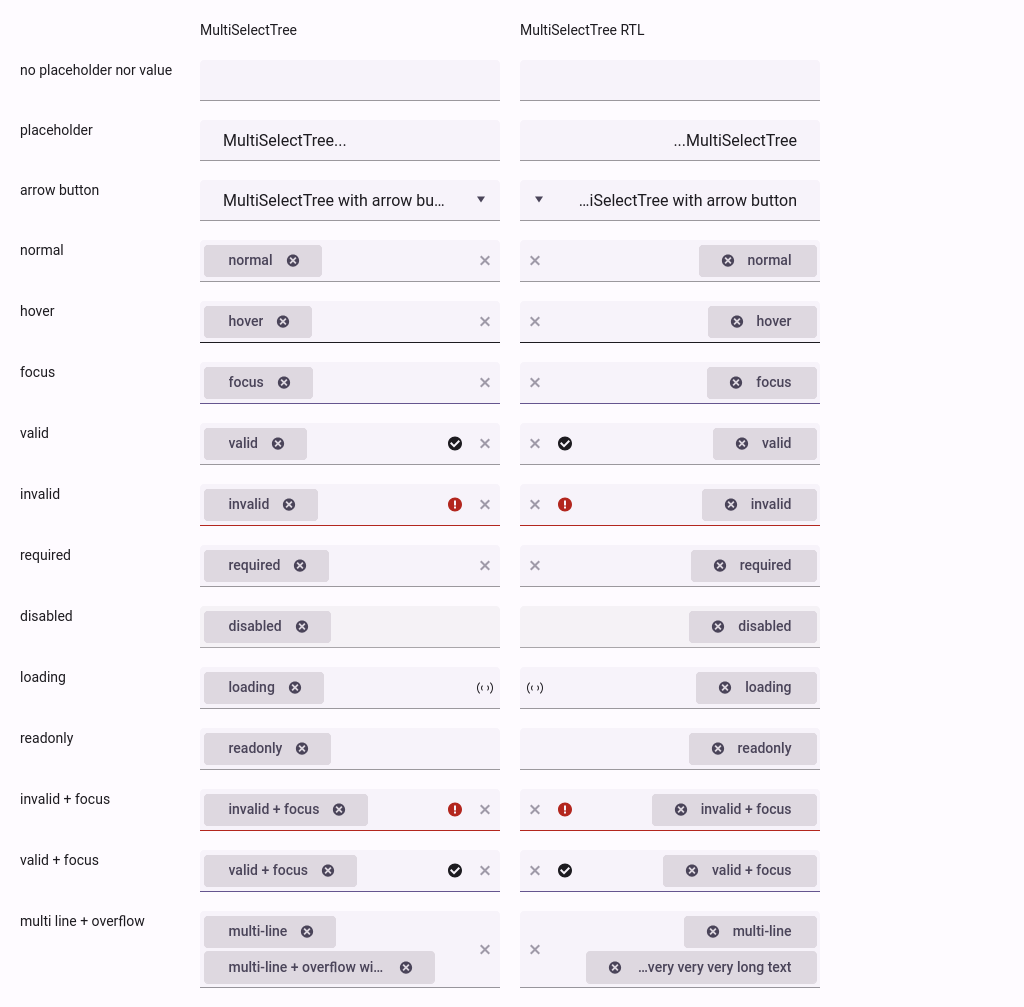 MultiSelectTree MultiSelectTree RTL
no placeholder nor value
placeholder MultiSelectTree... ...MultiSelectTree
arrow button MultiSelectTree with arrow bu... ...iSelectTree with arrow button
normal normal normal
hover hover hover
focus focus focus
valid valid valid
invalid invalid invalid
required required required
disabled disabled disabled
loading loading loading
readonly readonly readonly
invalid + focus invalid + focus invalid + focus
valid + focus valid + focus valid + focus
multi line + overflow multi-line multi-line
multi-line + overflow wi... ...very very very long text